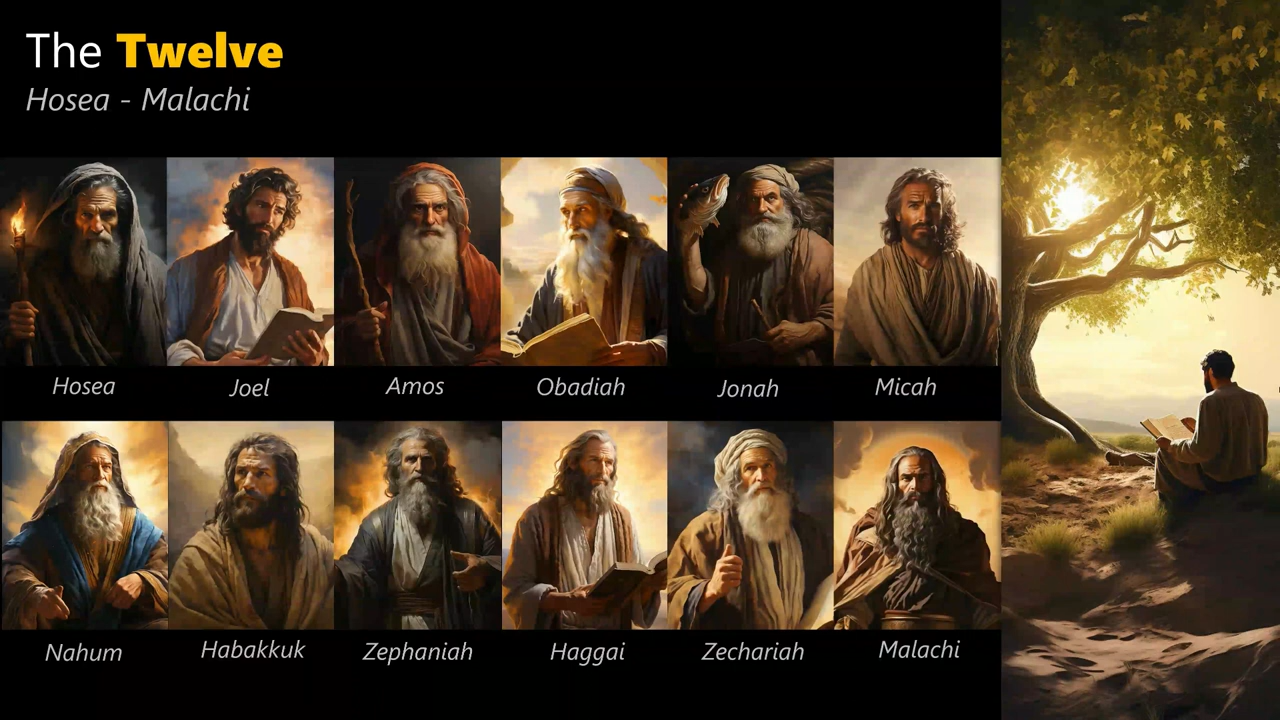 The Twelve
Hosea - Malachi
Hosea
Joel
Amos
Obadiah
Jonah
Micah
Nahum
Habakkuk
Zephaniah
Haggai
Zechariah
Malachi